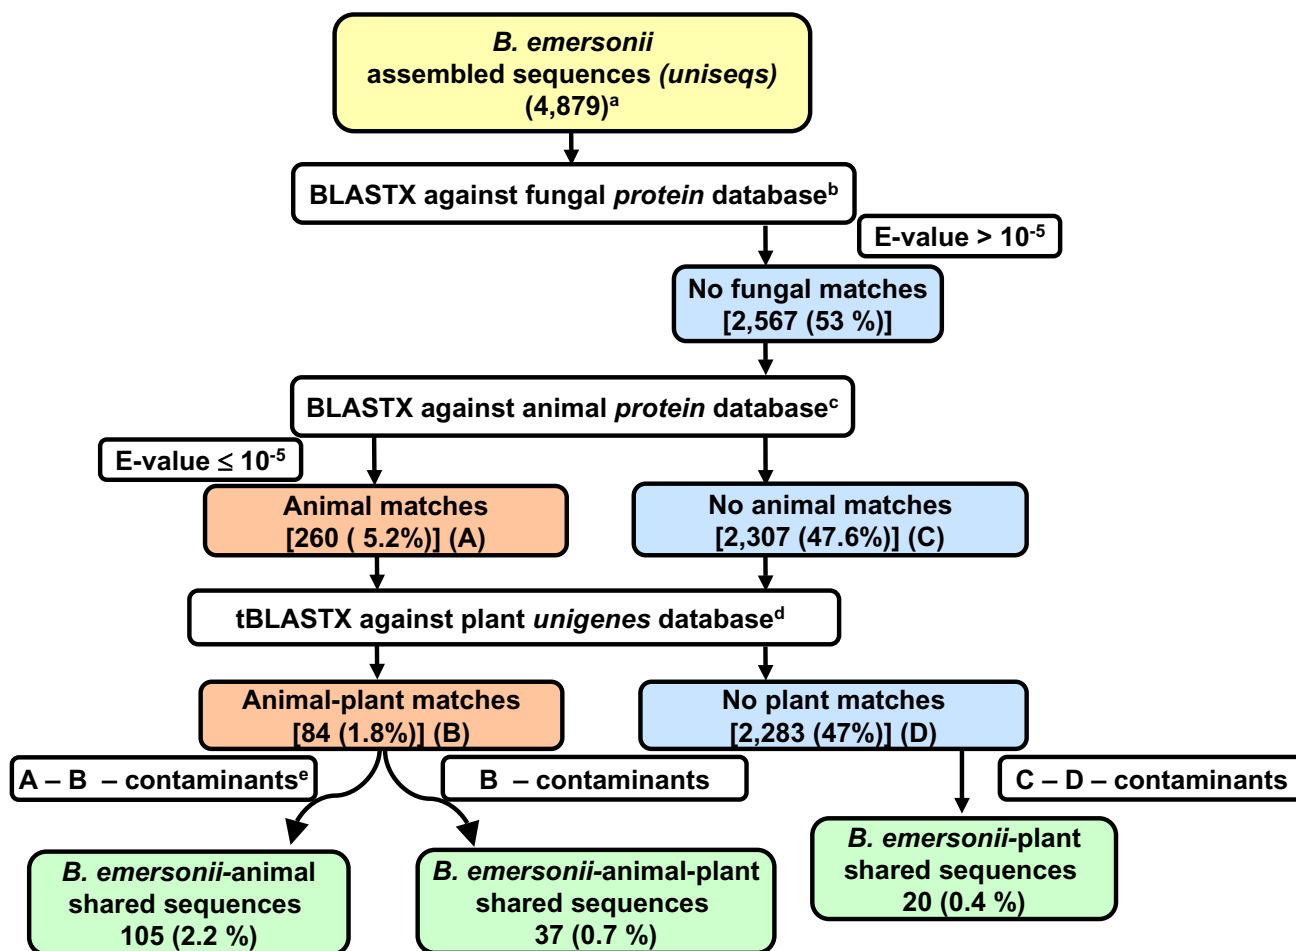 B. emersonii
assembled sequences (uniseqs)
(4,879)ᵃ
BLASTX against fungal protein databaseᵇ
E-value > 10⁻⁵
No fungal matches
[2,567 (53 %)]
BLASTX against animal protein databaseᶜ
E-value ≤ 10⁻⁵
Animal matches
[260 ( 5.2%)] (A)
No animal matches
[2,307 (47.6%)] (C)
tBLASTX against plant unigenes databaseᵈ
Animal-plant matches
[84 (1.8%)] (B)
No plant matches
[2,283 (47%)] (D)
A – B – contaminantsᵉ
B – contaminants
C – D – contaminants
B. emersonii-animal
shared sequences
105 (2.2 %)
B. emersonii-animal-plant
shared sequences
37 (0.7 %)
B. emersonii-plant
shared sequences
20 (0.4 %)